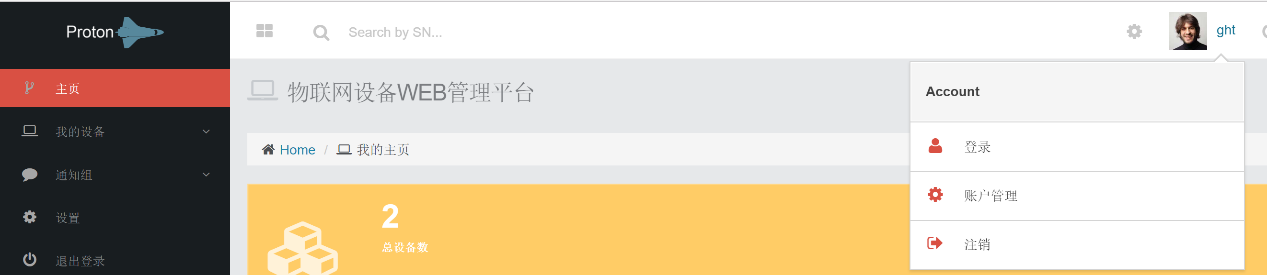 Proton
Search by SN...
ght
主页
我的设备
通知组
设置
退出登录
物联网设备WEB管理平台
Home / 我的主页
2
总设备数
Account
登录
账户管理
注销